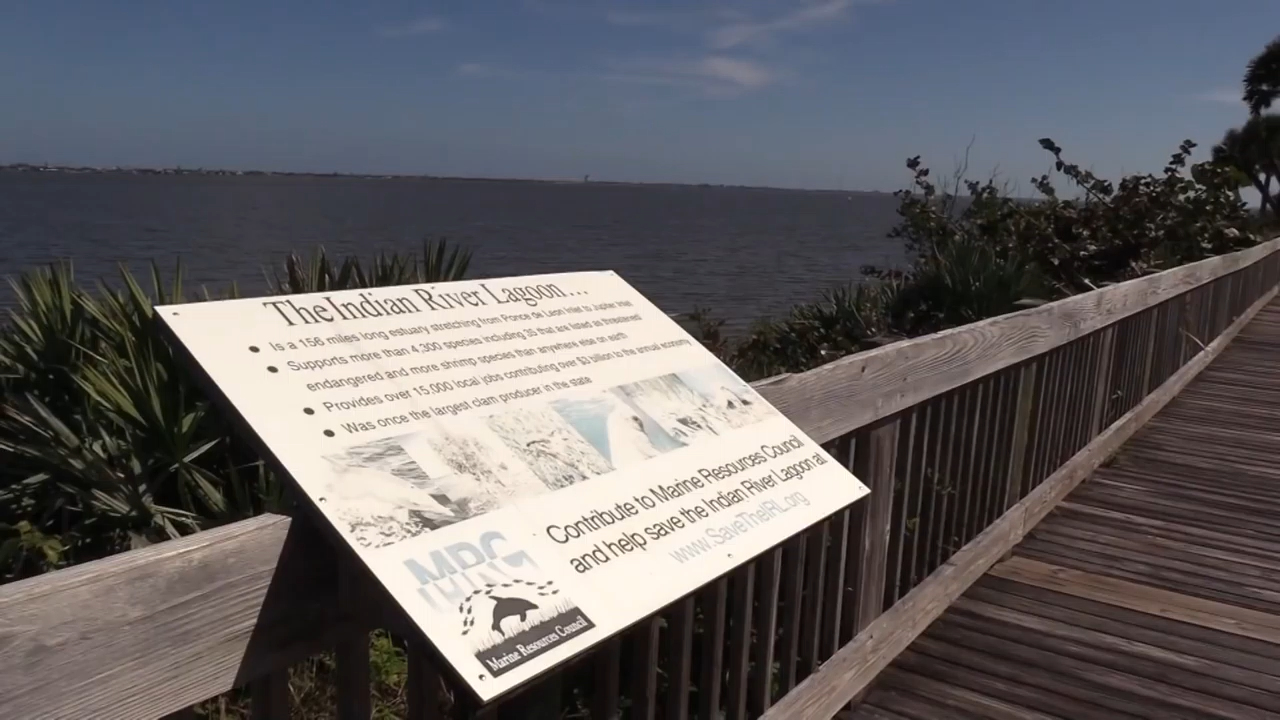 The Indian River Lagoon...
• Is a 156 miles long estuary stretching from Ponce de Leon Inlet to Jupiter Inlet
• Supports more than 4,300 species including 35 that are listed as threatened
endangered and more shrimp species than anywhere else on earth
• Provides over 15,000 local jobs contributing over $3 billion to the annual economy
• Was once the largest clam producer in the state
Contribute to Marine Resources Council
and help save the Indian River Lagoon at
www.SaveTheIRL.org
MRC
Marine Resources Council